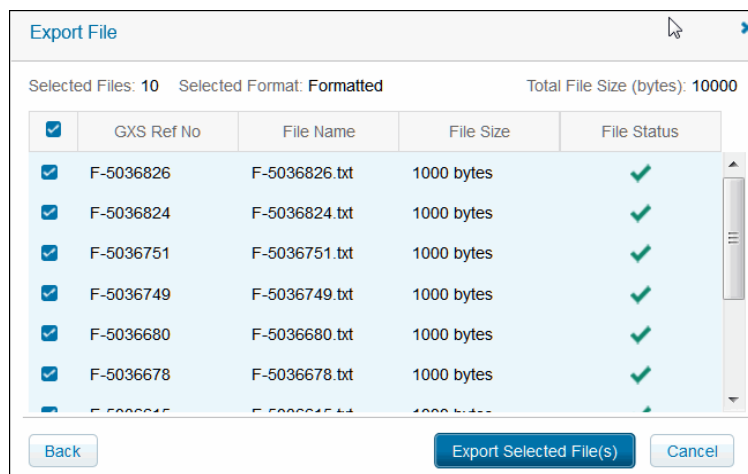 Export File
Selected Files: 10 Selected Format: Formatted Total File Size (bytes): 10000
GXS Ref No File Name File Size File Status
F-5036826 F-5036826.txt 1000 bytes
F-5036824 F-5036824.txt 1000 bytes
F-5036751 F-5036751.txt 1000 bytes
F-5036749 F-5036749.txt 1000 bytes
F-5036680 F-5036680.txt 1000 bytes
F-5036678 F-5036678.txt 1000 bytes
Back Export Selected File(s) Cancel